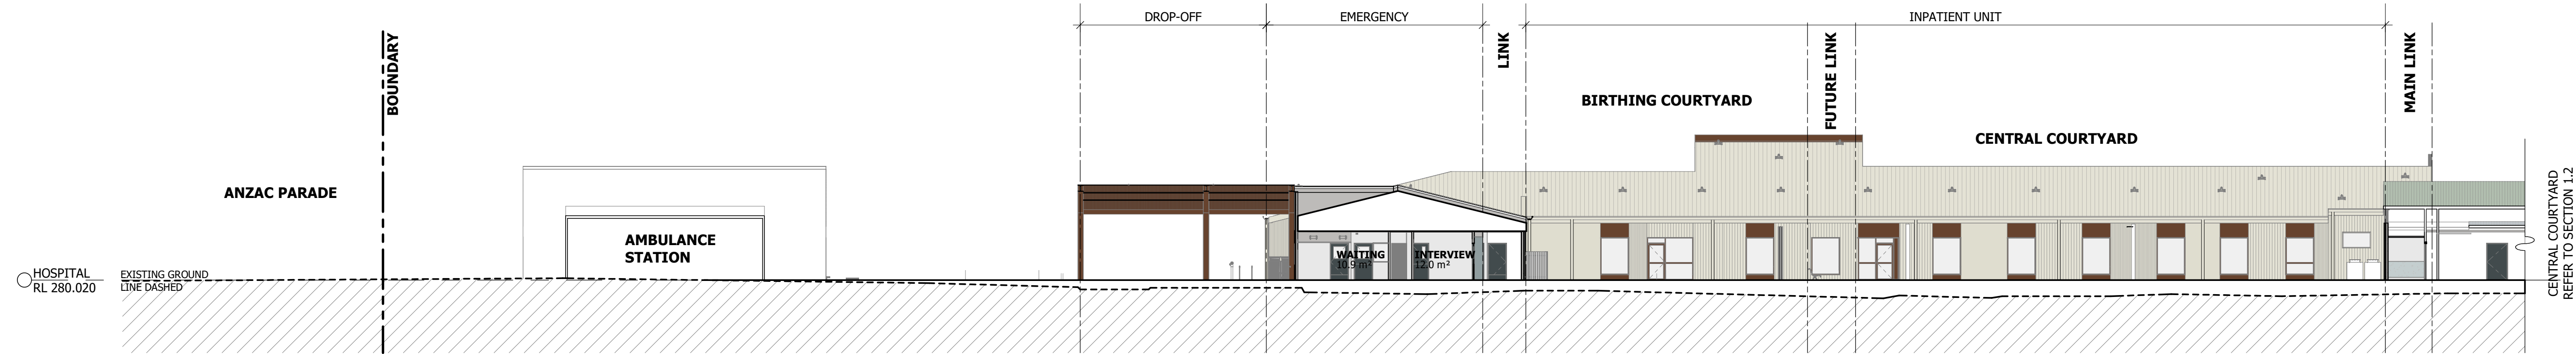 DROP-OFF
EMERGENCY
INPATIENT UNIT
BOUNDARY
LINK
FUTURE LINK
MAIN LINK
BIRTHING COURTYARD
CENTRAL COURTYARD
ANZAC PARADE
AMBULANCE
STATION
WAITING
10.9 m²
INTERVIEW
12.0 m²
HOSPITAL
RL 280.020
EXISTING GROUND
LINE DASHED
CENTRAL COURTYARD
REFER TO SECTION 1.2